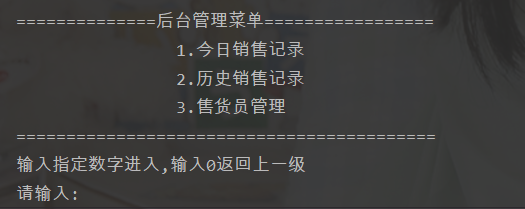 ==============后台管理菜单=================
1.今日销售记录
2.历史销售记录
3.售货员管理
==========================================
输入指定数字进入,输入0返回上一级
请输入: